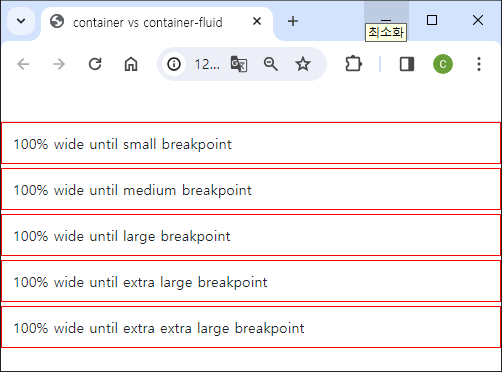 container vs container-fluid
최소화
12...
C
100% wide until small breakpoint
100% wide until medium breakpoint
100% wide until large breakpoint
100% wide until extra large breakpoint
100% wide until extra extra large breakpoint